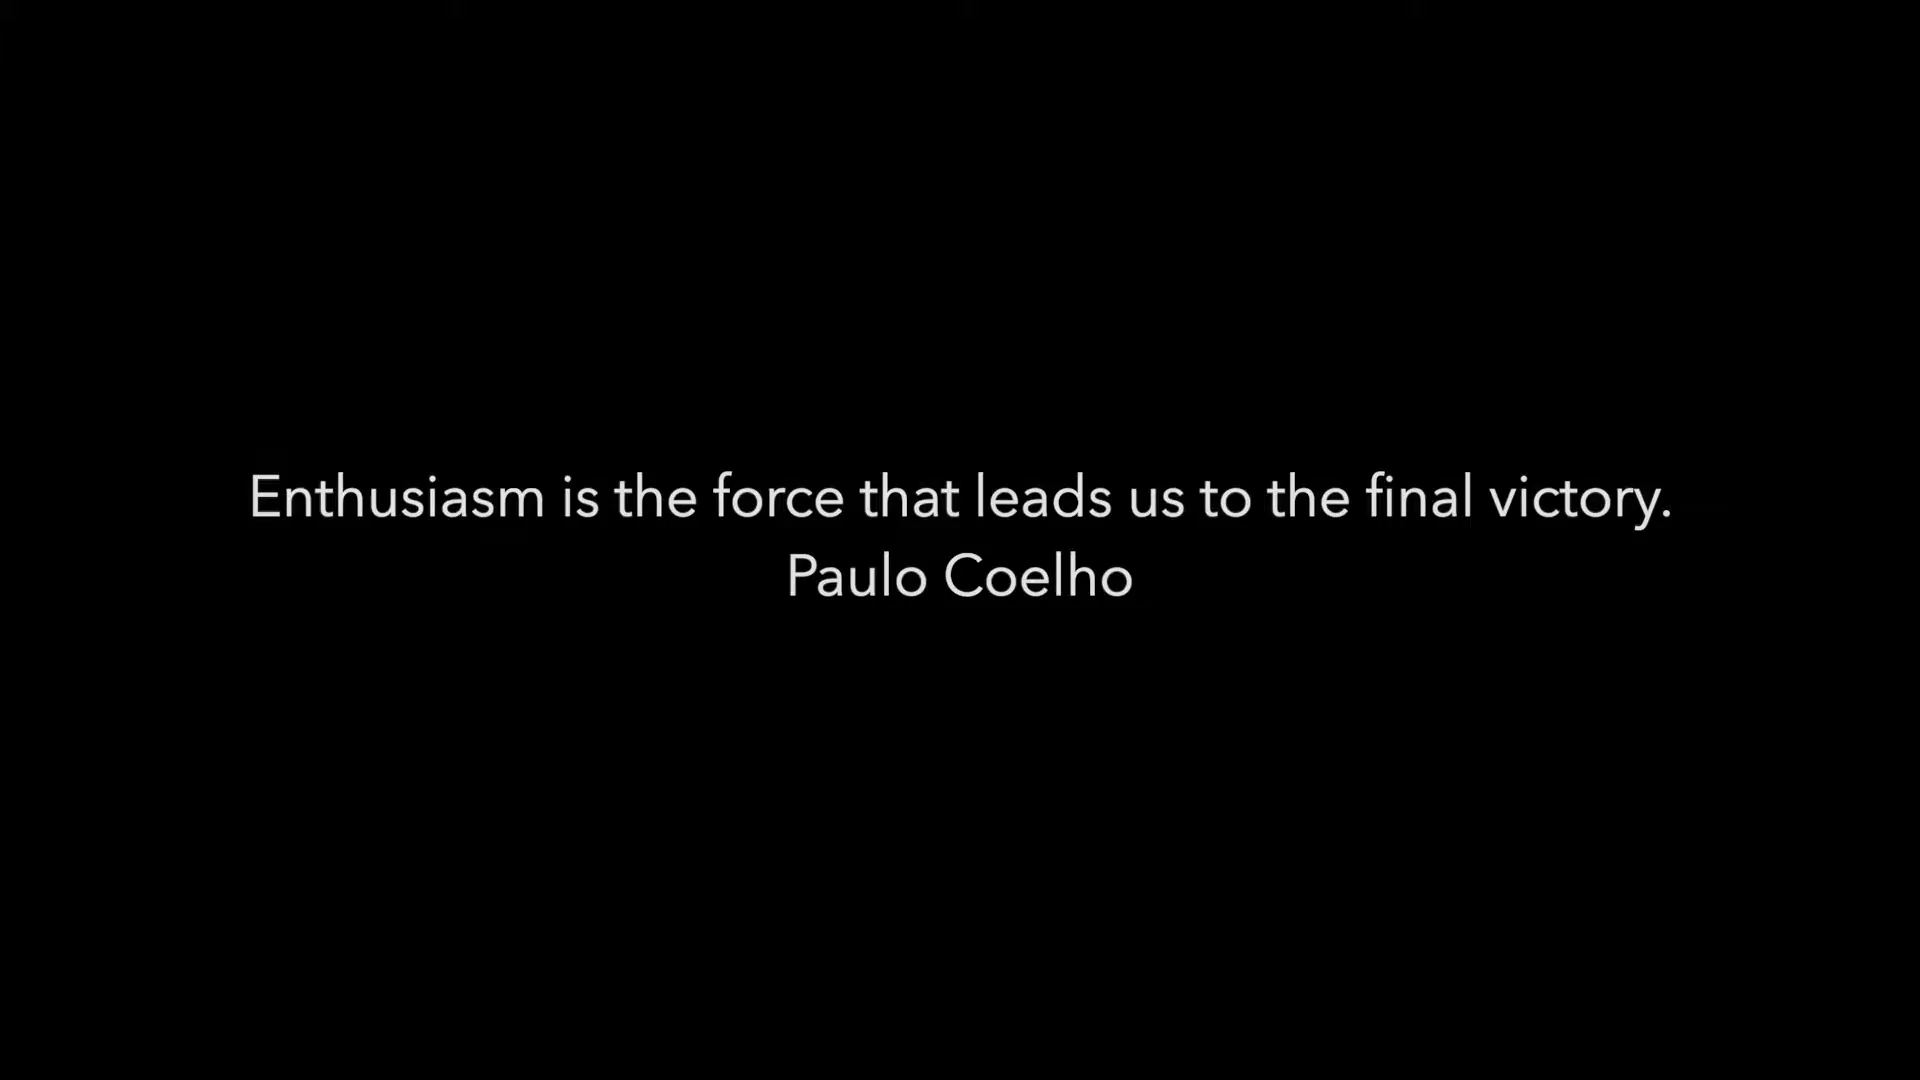 Enthusiasm is the force that leads us to the final victory.
Paulo Coelho